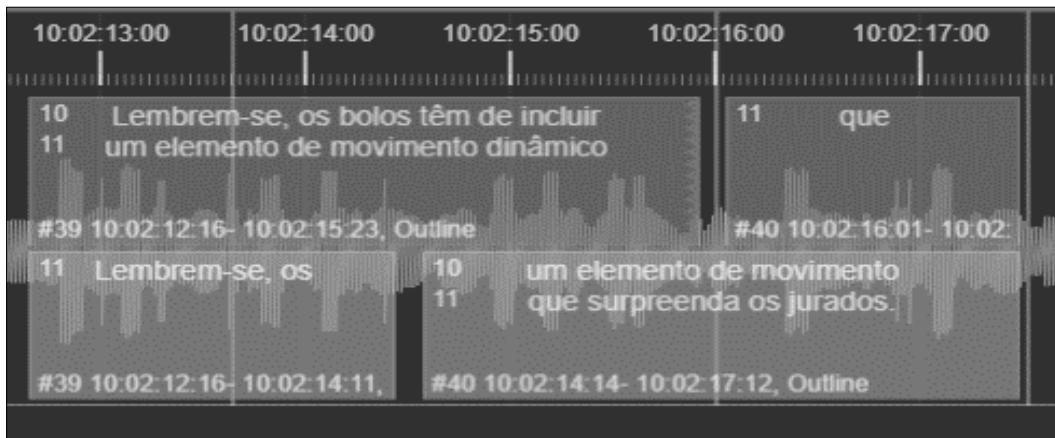 10:02:13:00 10:02:14:00 10:02:15:00 10:02:16:00 10:02:17:00
10 Lembrem-se, os bolos têm de incluir
11 um elemento de movimento dinâmico
#39 10:02:12:16- 10:02:15:23, Outline
11 que
#40 10:02:16:01- 10:02:
11 Lembrem-se, os
#39 10:02:12:16- 10:02:14:11,
10 um elemento de movimento
11 que surpreenda os jurados.
#40 10:02:14:14- 10:02:17:12, Outline